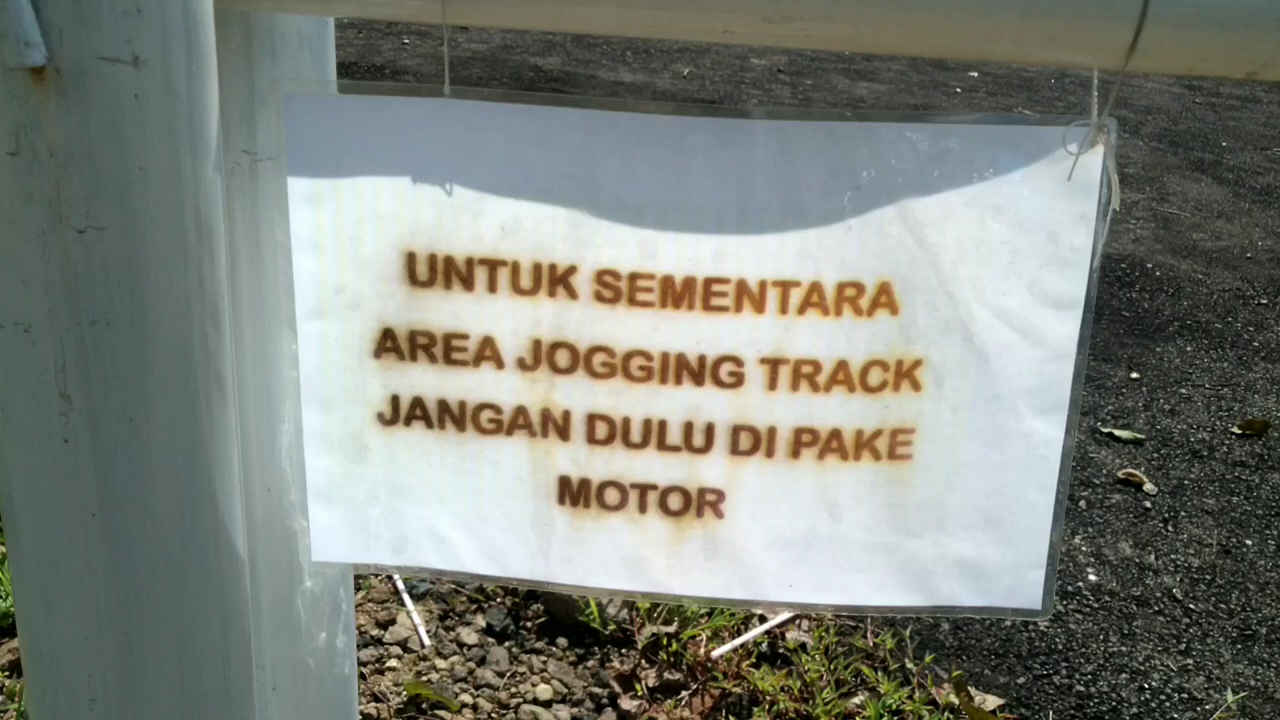 UNTUK SEMENTARA
AREA JOGGING TRACK
JANGAN DULU DI PAKE
MOTOR